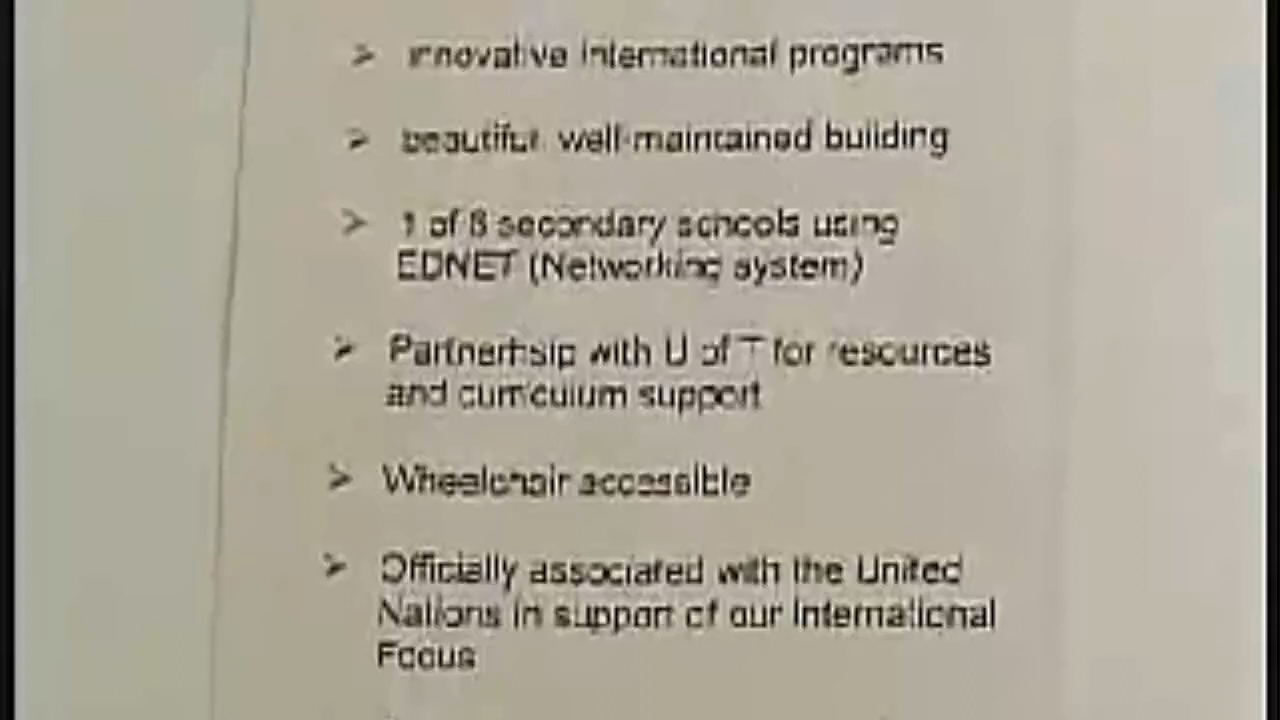 ➢ innovative international programs
➢ beautiful well-maintained building
➢ 1 of 8 secondary schools using
EDNET (Networking system)
➢ Partnerhsip with U of T for resources
and curriculum support
➢ Wheelchair accessible
➢ Officially associated with the United
Nations in support of our International
Focus